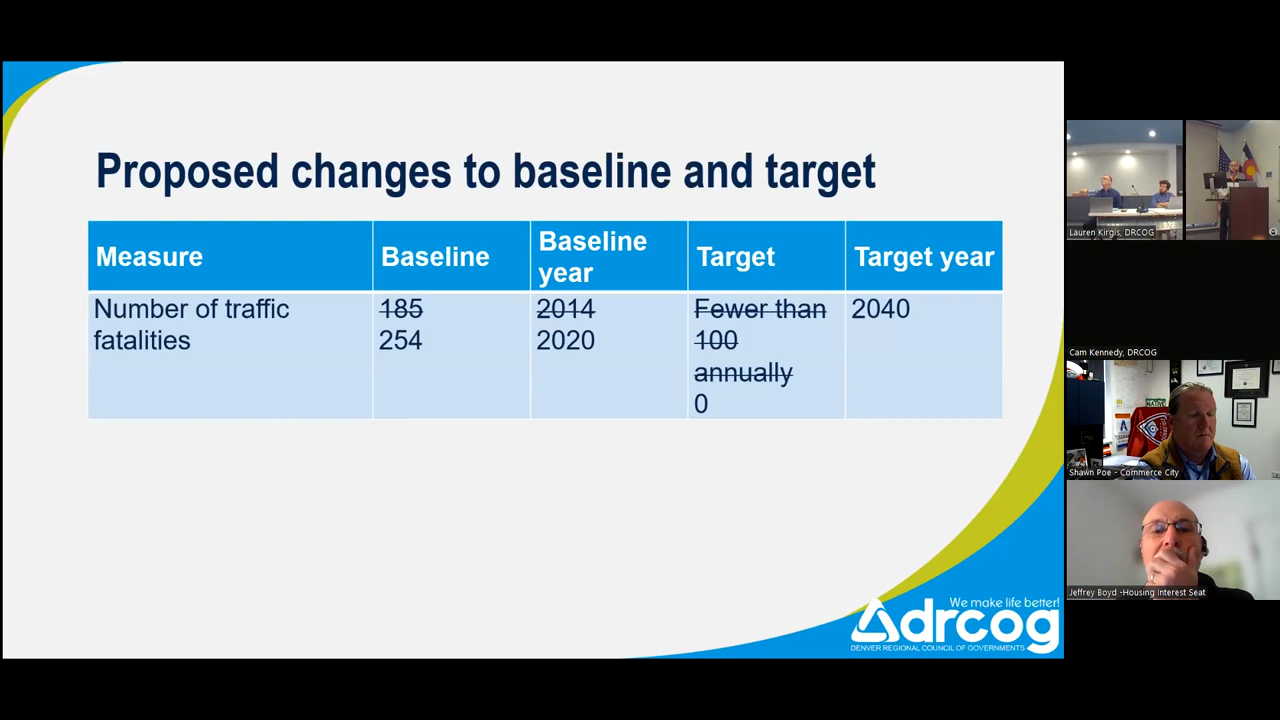 Proposed changes to baseline and target
Measure
Baseline
Baseline
year
Target
Target year
Number of traffic
fatalities
185
254
2014
2020
Fewer than
100
annually
0
2040
We make life better!
drcog
DENVER REGIONAL COUNCIL OF GOVERNMENTS
Lauren Kirgis, DRCOG
Cam Kennedy, DRCOG
NATIVE
Shawn Poe - Commerce City
Jeffrey Boyd -Housing Interest Seat